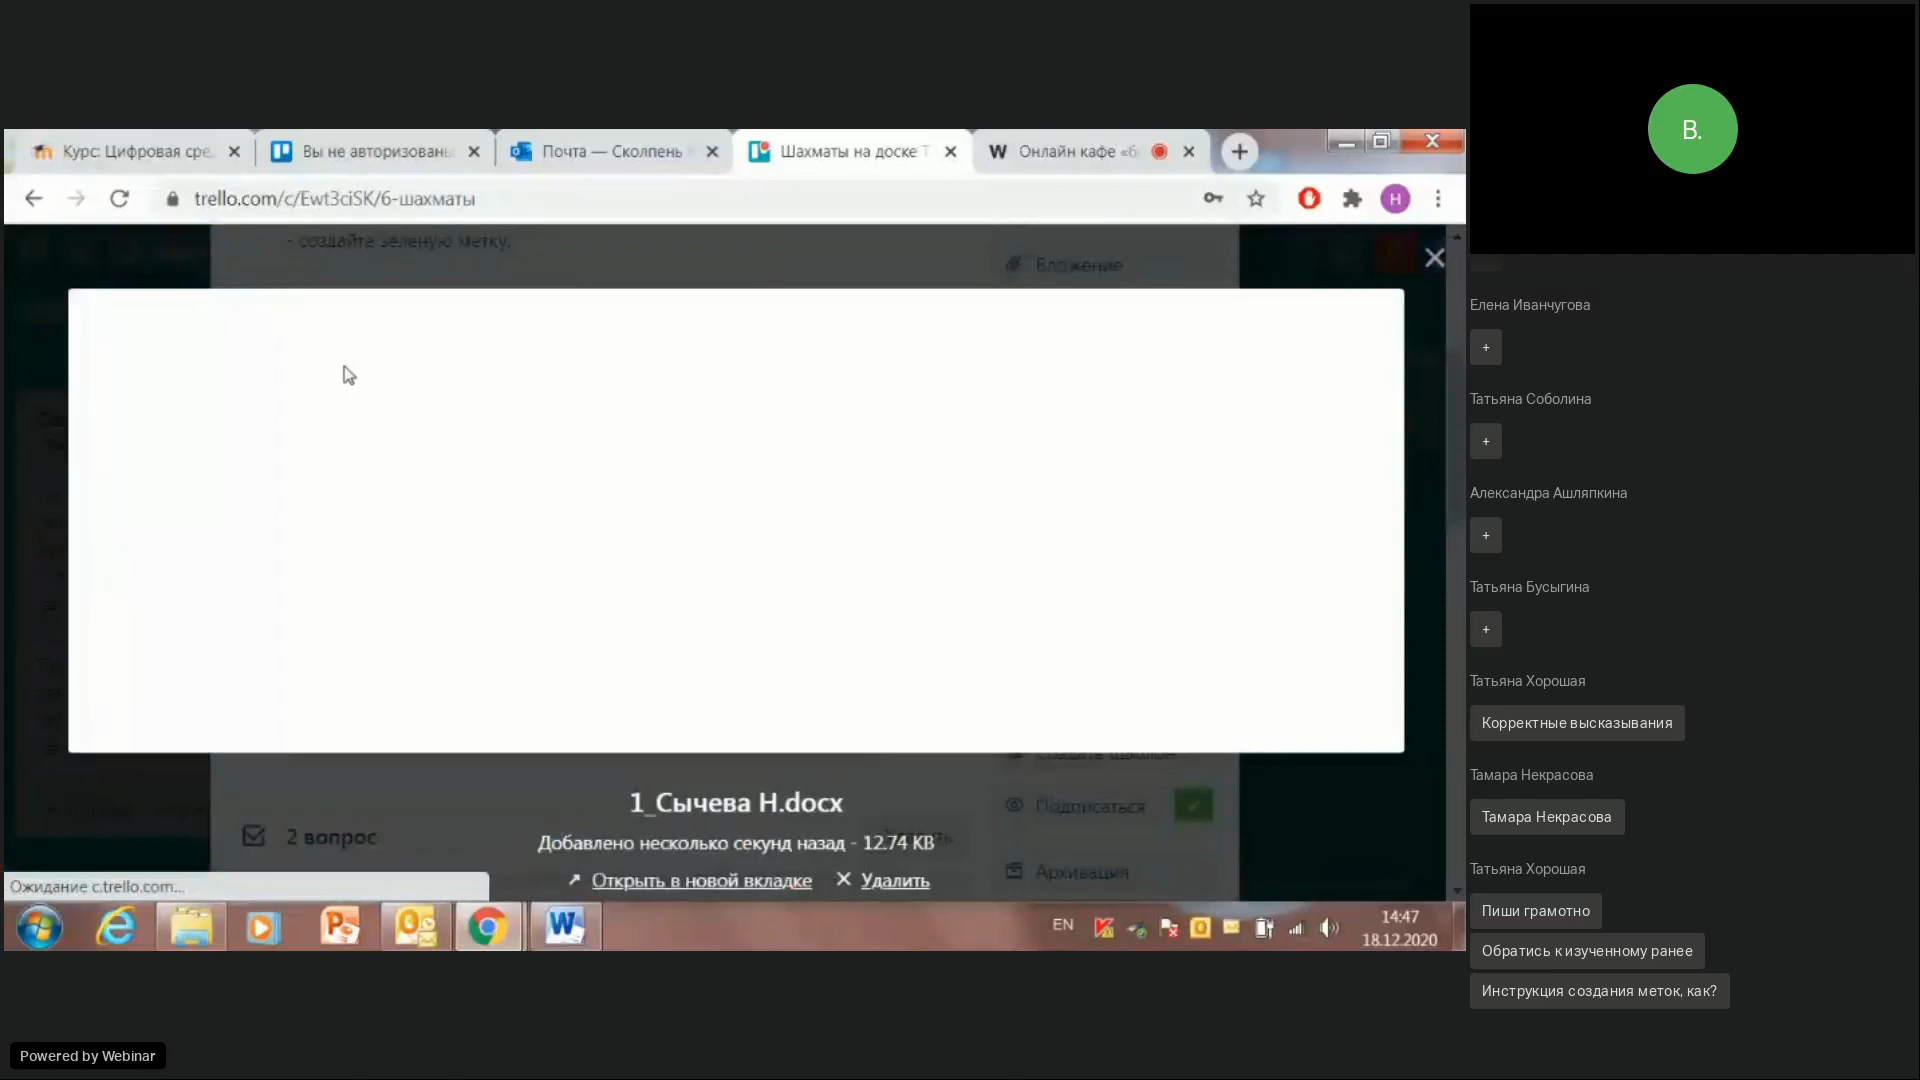 Курс: Цифровая сре
Вы не авторизованы
Почта — Сколпень
Шахматы на доске T
W Онлайн кафе «б
trello.com/c/Ewt3ciSK/6-шахматы
H
- создайте зеленую метку.
Вложение
Создать шаблон
Подписаться
2 вопрос
Архивация
1_Сычева Н.docx
Добавлено несколько секунд назад - 12.74 KB
Открыть в новой вкладке
Удалить
Ожидание c.trello.com...
EN
14:47
18.12.2020
В.
Елена Иванчугова
+
Татьяна Соболина
+
Александра Ашляпкина
+
Татьяна Бусыгина
+
Татьяна Хорошая
Корректные высказывания
Тамара Некрасова
Тамара Некрасова
Татьяна Хорошая
Пиши грамотно
Обратись к изученному ранее
Инструкция создания меток, как?
Powered by Webinar